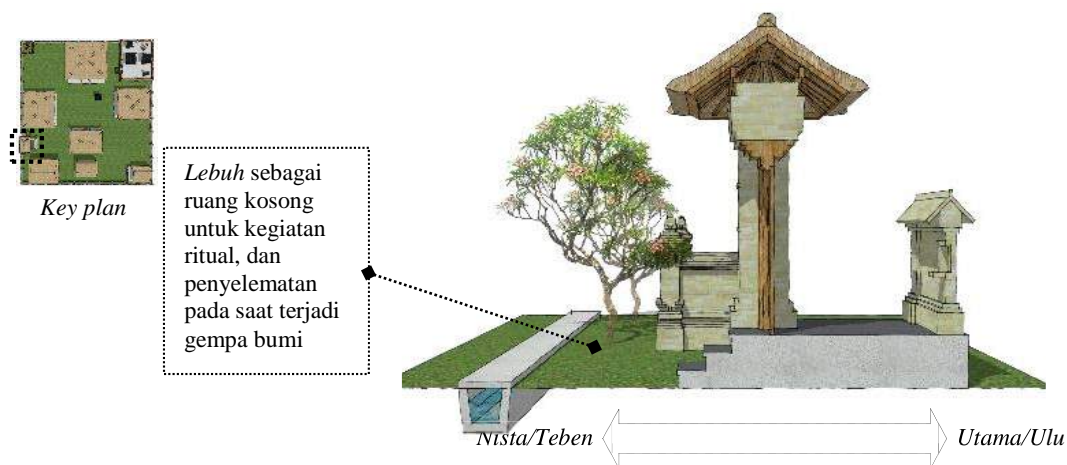 Key plan
Lebuh sebagai
ruang kosong
untuk kegiatan
ritual, dan
penyelematan
pada saat terjadi
gempa bumi
Nista/Teben
Utama/Ulu